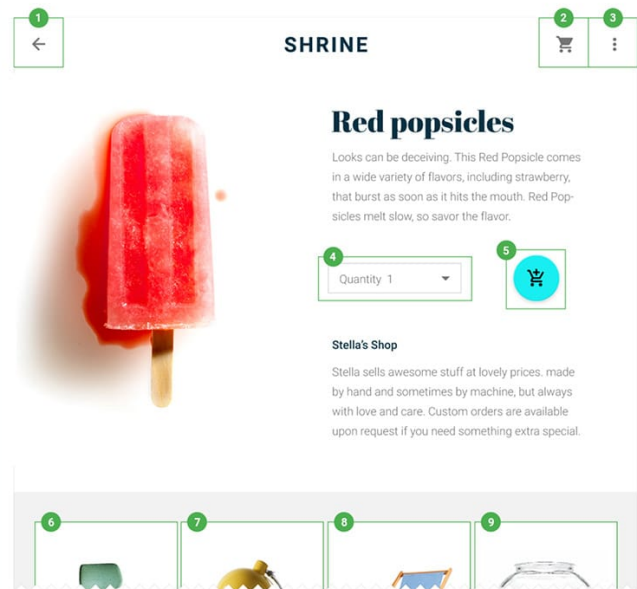 1
2
3
SHRINE
Red popsicles
Looks can be deceiving. This Red Popsicle comes
in a wide variety of flavors, including strawberry,
that burst as soon as it hits the mouth. Red Pop-
sicles melt slow, so savor the flavor.
4
5
Quantity 1
Stella's Shop
Stella sells awesome stuff at lovely prices. made
by hand and sometimes by machine, but always
with love and care. Custom orders are available
upon request if you need something extra special.
6
7
8
9